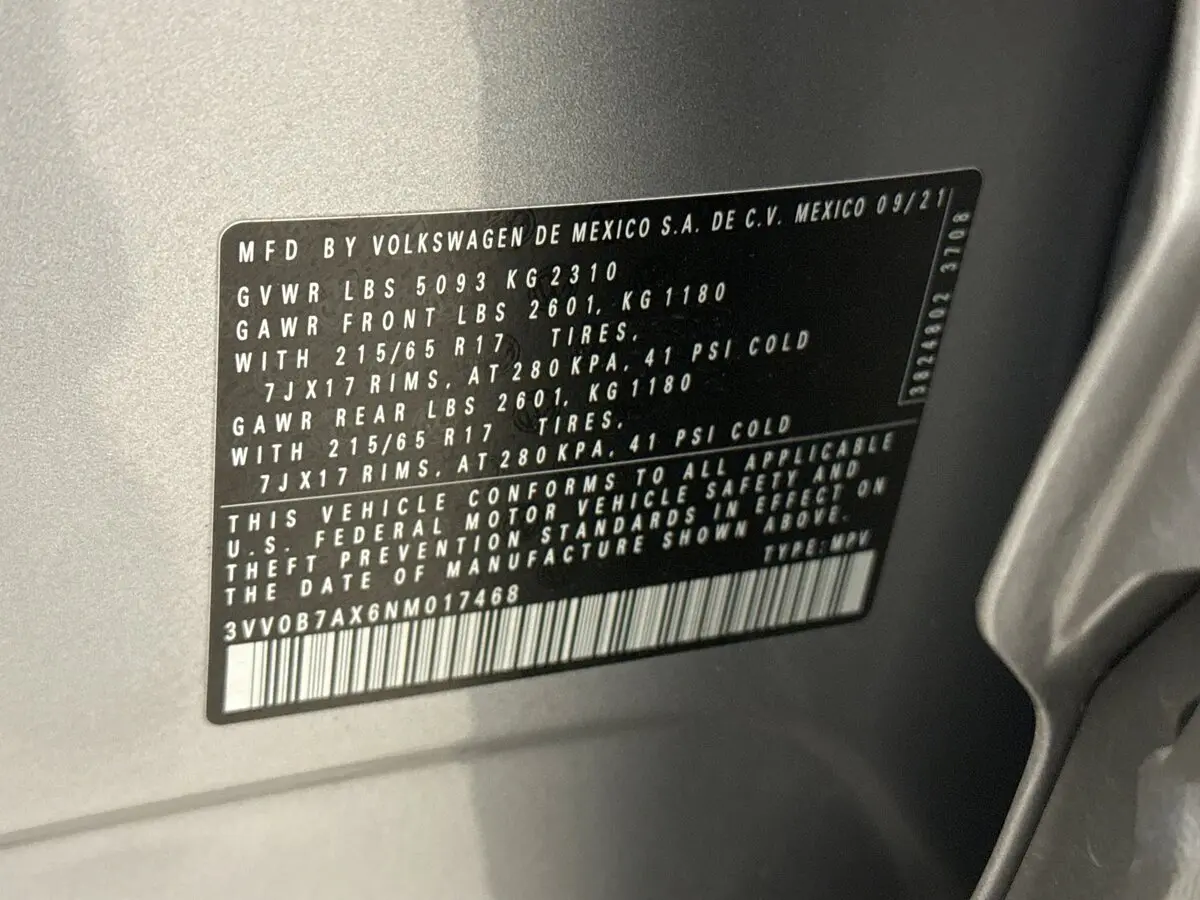 MFD BY VOLKSWAGEN DE MEXICO S.A. DE C.V. MEXICO 09/21
GVWR LBS 5093 KG 2310
GAWR FRONT LBS 2601, KG 1180
WITH 215/65 R17 TIRES,
7JX17 RIMS, AT 280 KPA, 41 PSI COLD
GAWR REAR LBS 2601, KG 1180
WITH 215/65 R17 TIRES,
7JX17 RIMS, AT 280 KPA, 41 PSI COLD
THIS VEHICLE CONFORMS TO ALL APPLICABLE
U.S. FEDERAL MOTOR VEHICLE SAFETY AND
THEFT PREVENTION STANDARDS IN EFFECT ON
THE DATE OF MANUFACTURE SHOWN ABOVE.
TYPE: MPV
3VV0B7AX6NM017468
3824802 3708